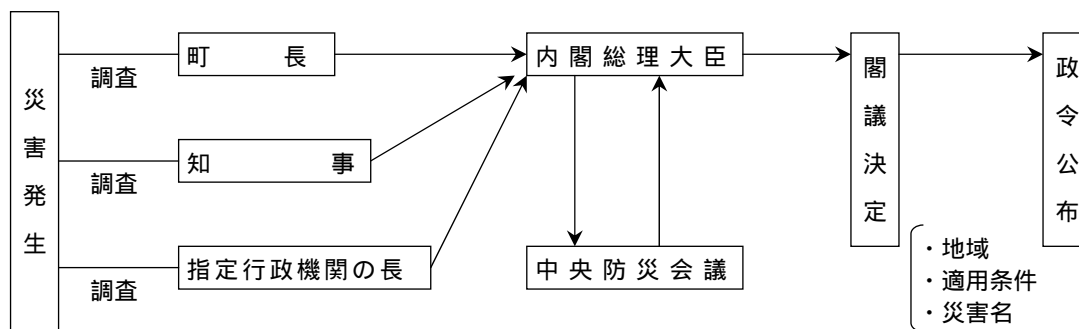 災害発生
調査
町長
調査
知事
調査
指定行政機関の長
内閣総理大臣
中央防災会議
閣議決定
政令公布
・地域
・適用条件
・災害名